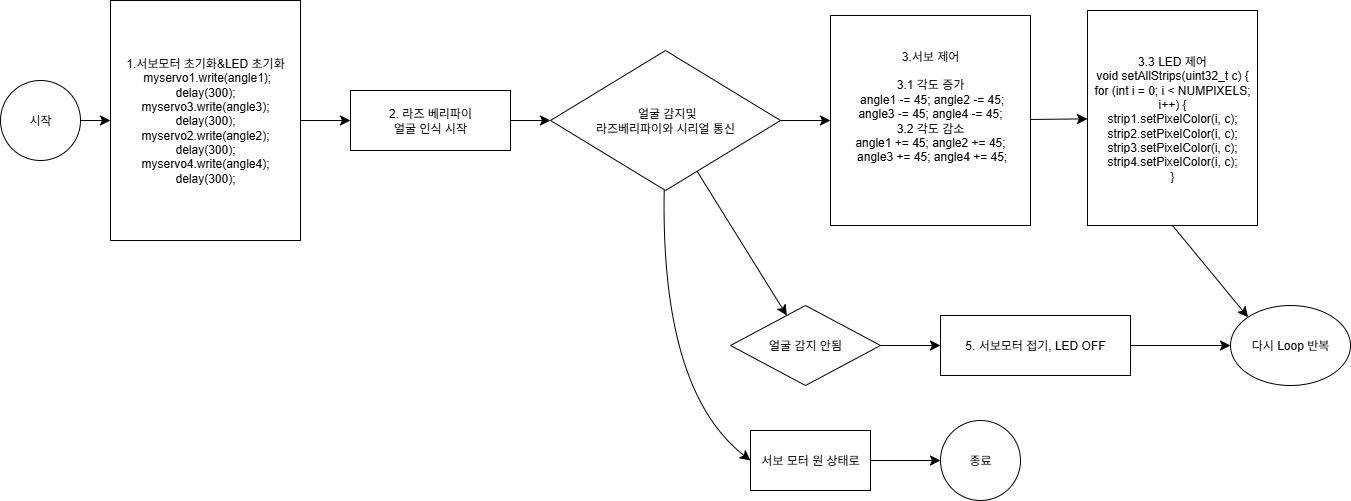 시작
1.서보모터 초기화&LED 초기화
myservo1.write(angle1);
delay(300);
myservo3.write(angle3);
delay(300);
myservo2.write(angle2);
delay(300);
myservo4.write(angle4);
delay(300);
2. 라즈 베리파이
얼굴 인식 시작
얼굴 감지및
라즈베리파이와 시리얼 통신
3.서보 제어
3.1 각도 증가
angle1 -= 45; angle2 -= 45;
angle3 -= 45; angle4 -= 45;
3.2 각도 감소
angle1 += 45; angle2 += 45;
angle3 += 45; angle4 += 45;
3.3 LED 제어
void setAllStrips(uint32_t c) {
for (int i = 0; i < NUMPIXELS;
i++) {
strip1.setPixelColor(i, c);
strip2.setPixelColor(i, c);
strip3.setPixelColor(i, c);
strip4.setPixelColor(i, c);
}
얼굴 감지 안됨
5. 서보모터 접기, LED OFF
다시 Loop 반복
서보 모터 원 상태로
종료